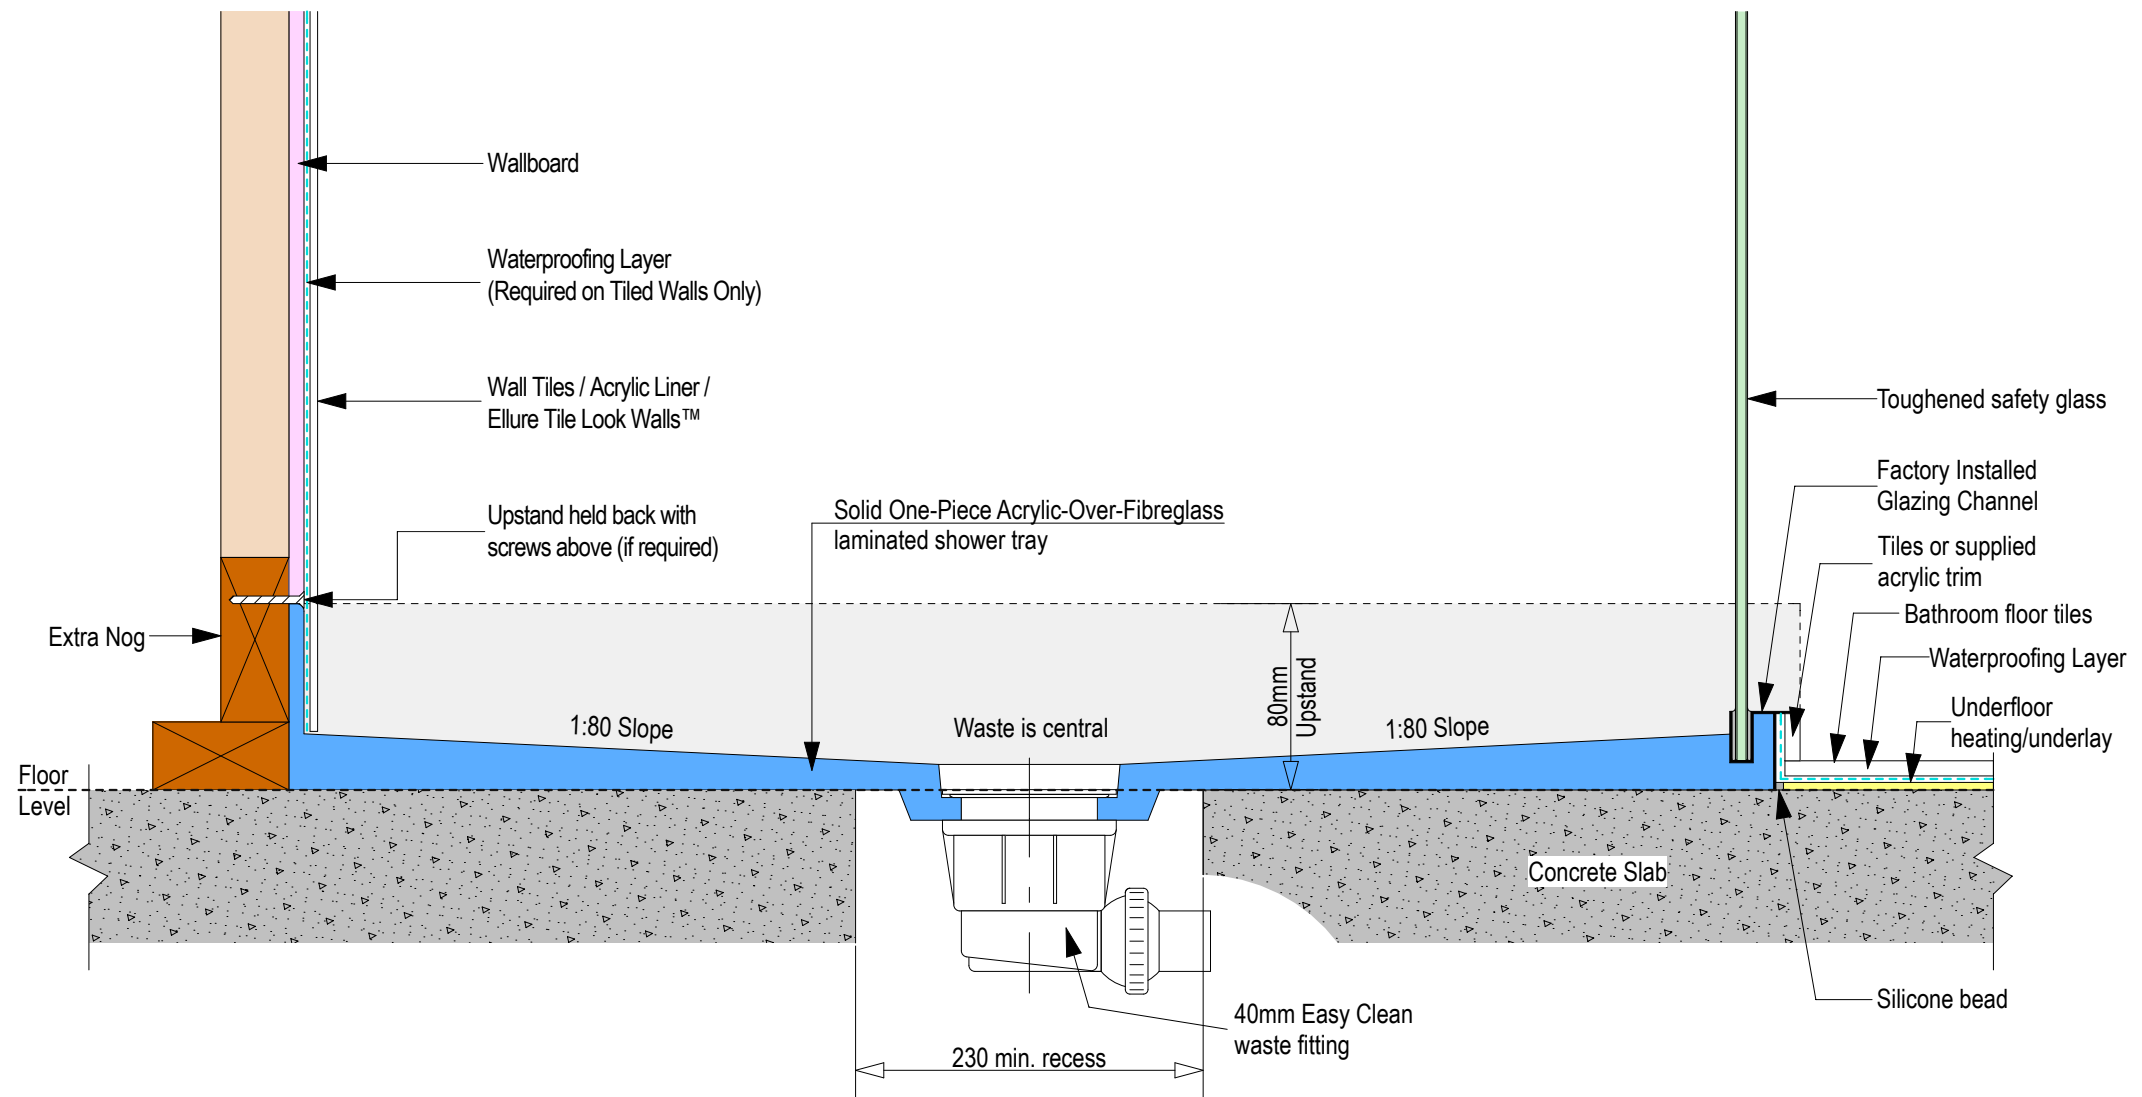 Wallboard
Waterproofing Layer
(Required on Tiled Walls Only)
Wall Tiles / Acrylic Liner /
Ellure Tile Look Walls™
Upstand held back with
screws above (if required)
Solid One-Piece Acrylic-Over-Fibreglass
laminated shower tray
Extra Nog
Floor
Level
1:80 Slope
Waste is central
80mm
Upstand
1:80 Slope
Toughened safety glass
Factory Installed
Glazing Channel
Tiles or supplied
acrylic trim
Bathroom floor tiles
Waterproofing Layer
Underfloor
heating/underlay
Concrete Slab
Silicone bead
40mm Easy Clean
waste fitting
230 min. recess